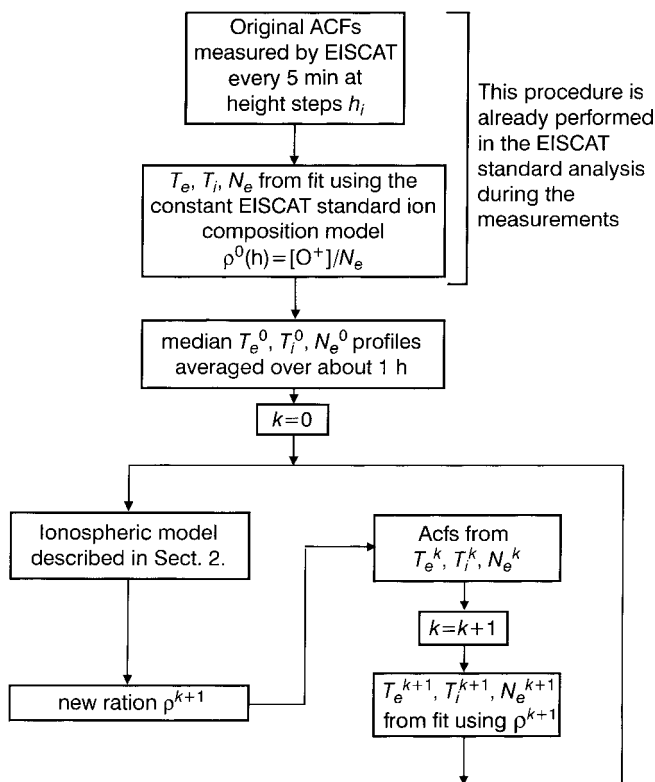 Original ACFs
measured by EISCAT
every 5 min at
height steps hᵢ
This procedure is
already performed
in the EISCAT
standard analysis
during the
measurements
Tₑ, Tᵢ, Nₑ from fit using the
constant EISCAT standard ion
composition model
ρ⁰(h)=[O⁺]/Nₑ
median Tₑ⁰, Tᵢ⁰, Nₑ⁰ profiles
averaged over about 1 h
k=0
Ionospheric model
described in Sect. 2.
new ration ρᵏ⁺¹
Acfs from
Tₑᵏ, Tᵢᵏ, Nₑᵏ
k=k+1
Tₑᵏ⁺¹, Tᵢᵏ⁺¹, Nₑᵏ⁺¹
from fit using ρᵏ⁺¹